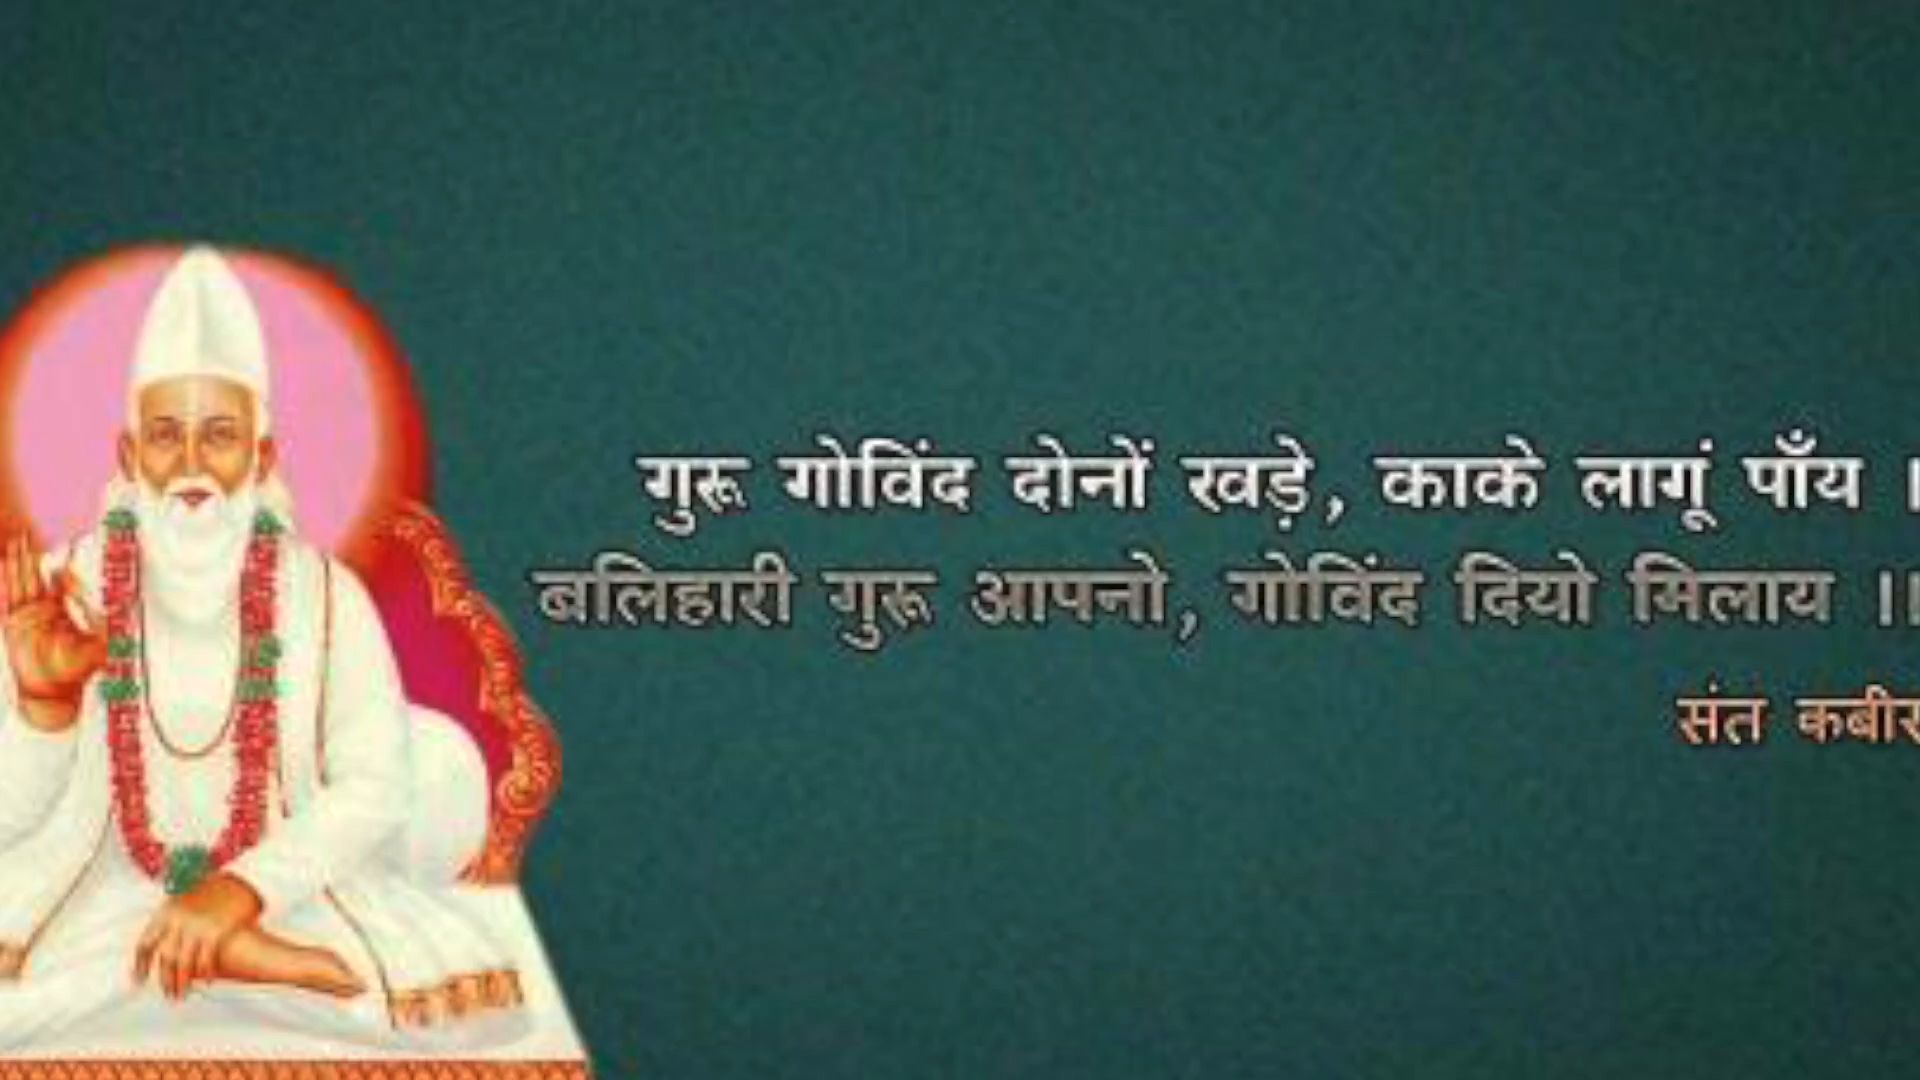 गुरू गोविंद दोनों खड़े, काके लागूं पाँय ।
बलिहारी गुरू आपनो, गोविंद दियो मिलाय ।।
संत कबीर